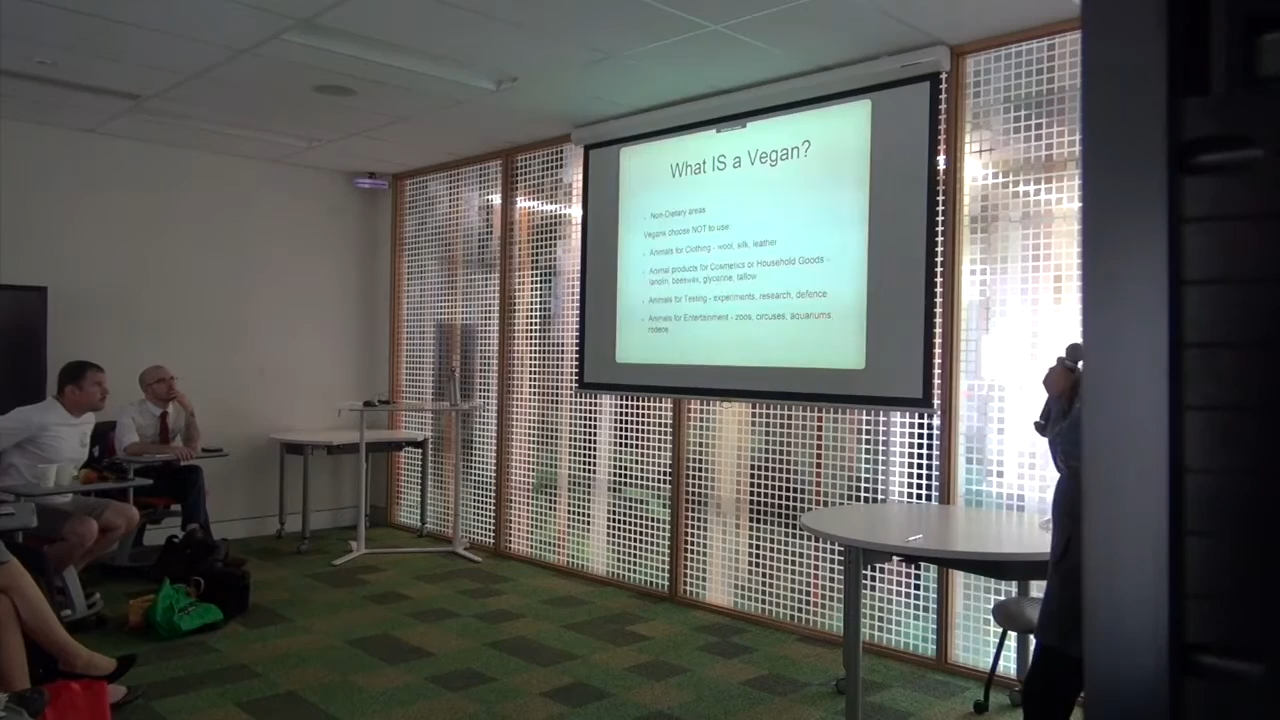 What IS a Vegan?
Non-Dietary areas
Vegans choose NOT to use:
Animals for Clothing - wool, silk, leather
Animal products for Cosmetics or Household Goods -
lanolin, beeswax, glycerine, tallow
Animals for Testing - experiments, research, defence
Animals for Entertainment - zoos, circuses, aquariums,
rodeos